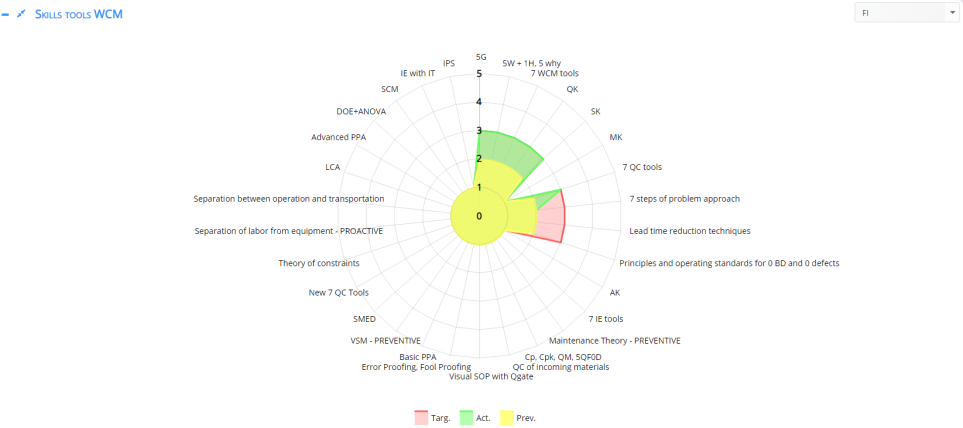 Skills tools WCM
FI
5G
5W + 1H, 5 why
7 WCM tools
QK
SK
MK
7 QC tools
7 steps of problem approach
Lead time reduction techniques
Principles and operating standards for 0 BD and 0 defects
AK
7 IE tools
Maintenance Theory - PREVENTIVE
Cp, Cpk, QM, 5QF0D
QC of incoming materials
Visual SOP with Qgate
Error Proofing, Fool Proofing
Basic PPA
VSM - PREVENTIVE
SMED
New 7 QC Tools
Theory of constraints
Separation of labor from equipment - PROACTIVE
Separation between operation and transportation
LCA
Advanced PPA
DOE+ANOVA
SCM
IE with IT
IPS
5
4
3
2
1
0
Targ. Act. Prev.